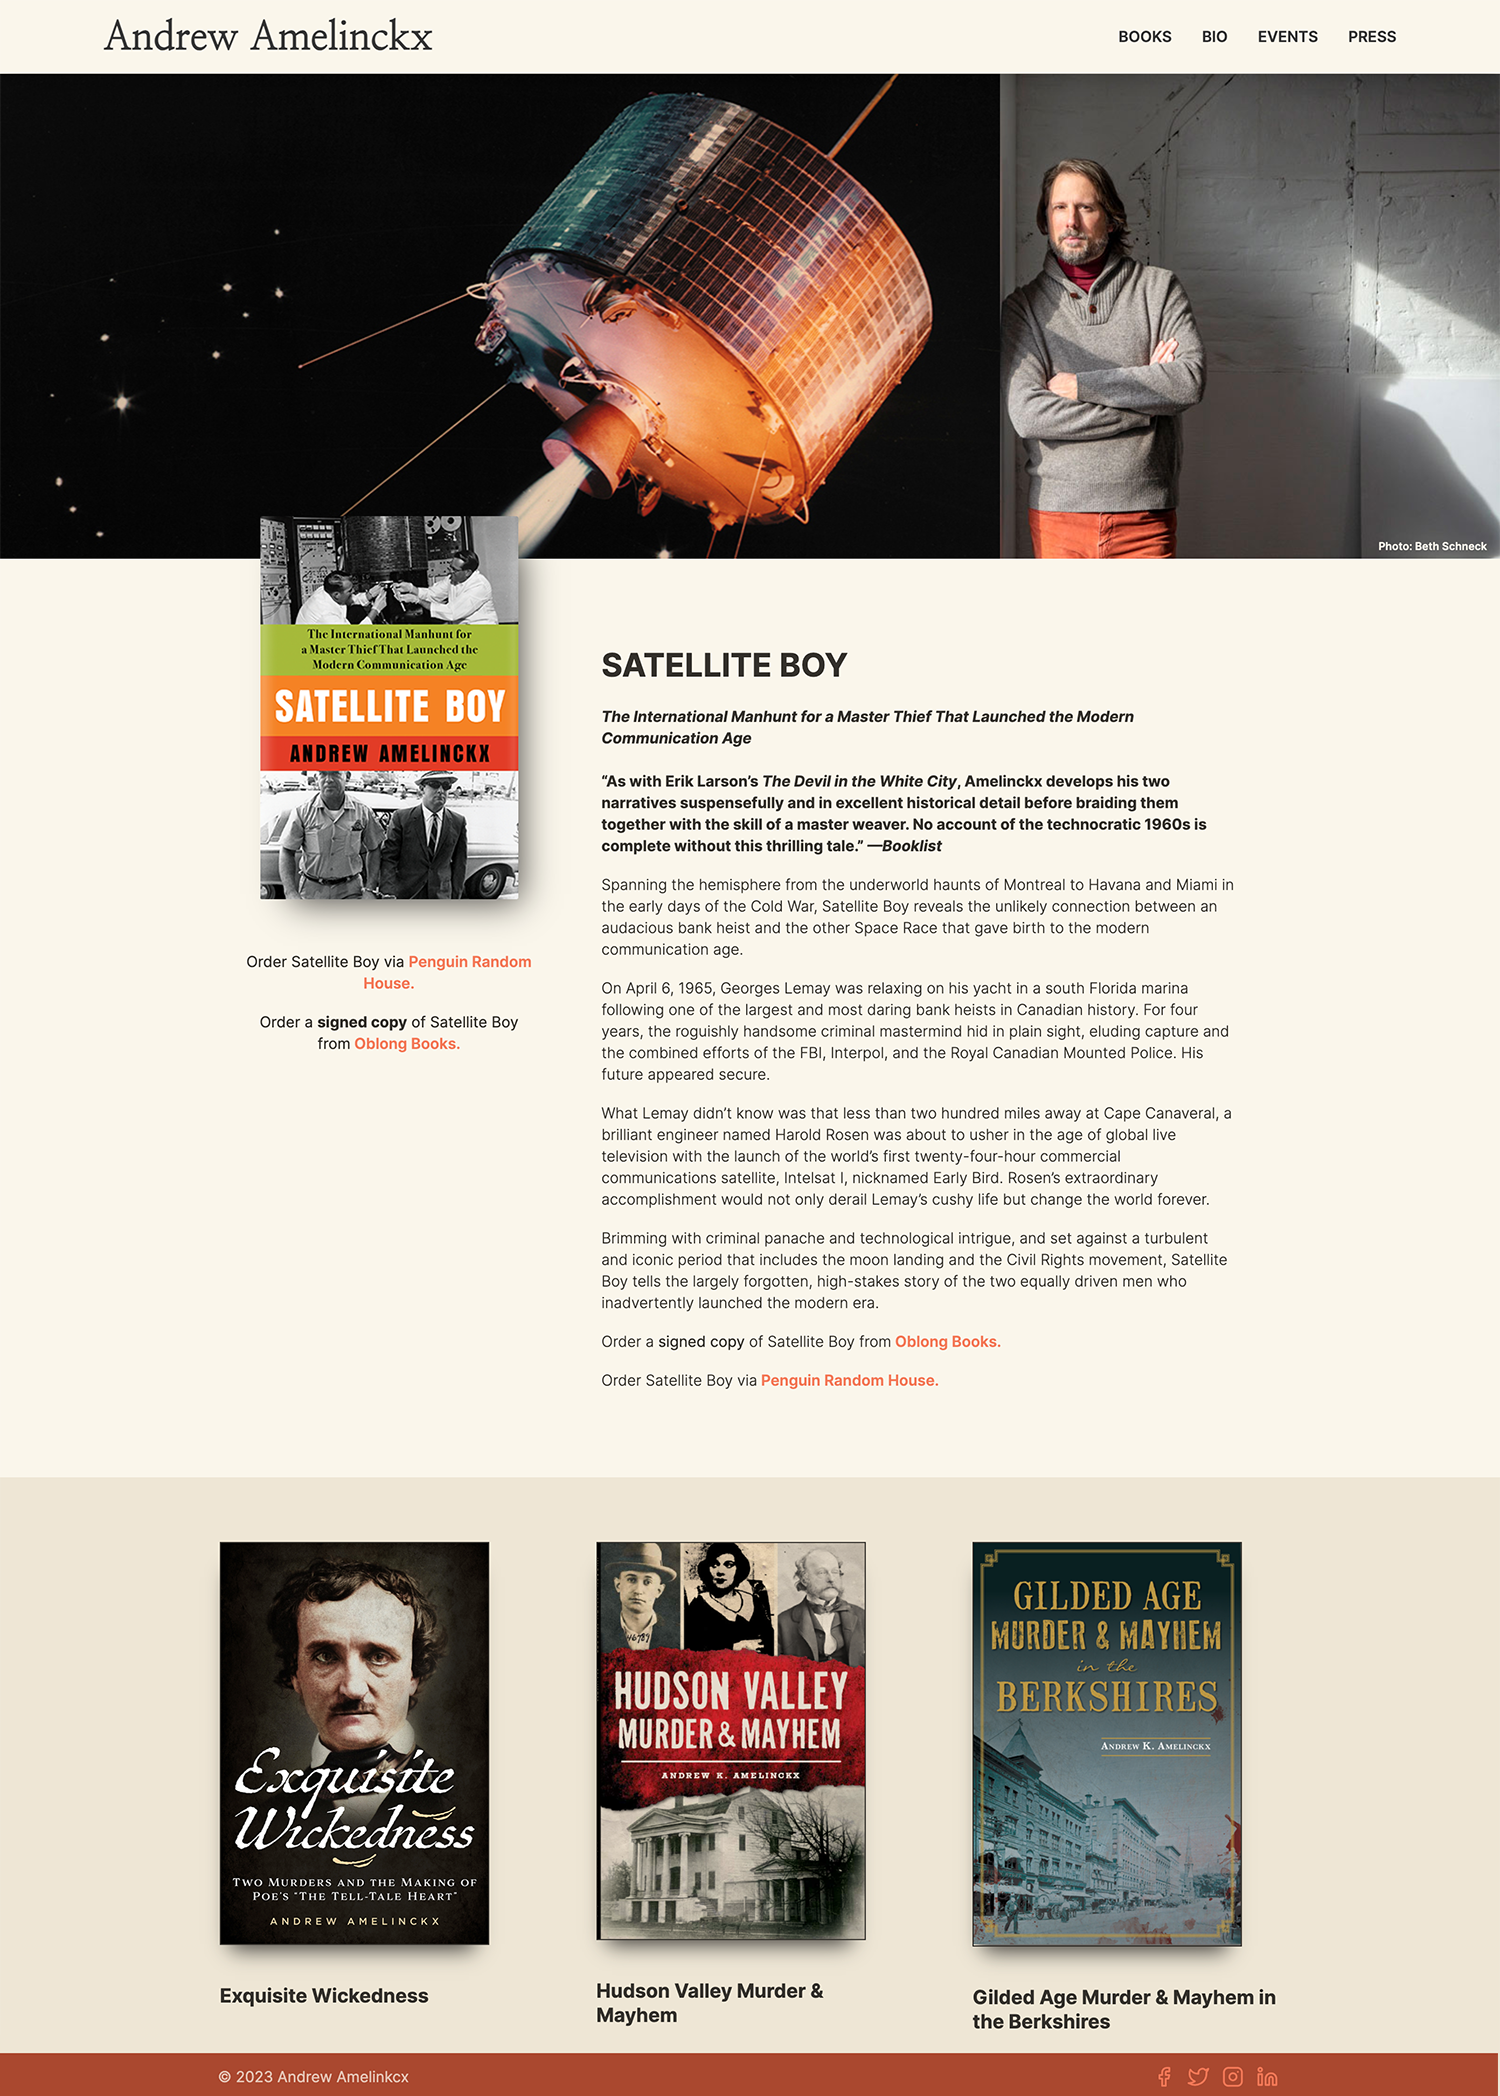 Andrew Amelinckx
BOOKS BIO EVENTS PRESS
Photo: Beth Schneck
The International Manhunt for
a Master Thief That Launched the
Modern Communication Age
SATELLITE BOY
ANDREW AMELINCKX
Order Satellite Boy via Penguin Random
House.
Order a signed copy of Satellite Boy
from Oblong Books.
SATELLITE BOY
The International Manhunt for a Master Thief That Launched the Modern
Communication Age
“As with Erik Larson’s The Devil in the White City, Amelinckx develops his two
narratives suspensefully and in excellent historical detail before braiding them
together with the skill of a master weaver. No account of the technocratic 1960s is
complete without this thrilling tale.” —Booklist
Spanning the hemisphere from the underworld haunts of Montreal to Havana and Miami in
the early days of the Cold War, Satellite Boy reveals the unlikely connection between an
audacious bank heist and the other Space Race that gave birth to the modern
communication age.
On April 6, 1965, Georges Lemay was relaxing on his yacht in a south Florida marina
following one of the largest and most daring bank heists in Canadian history. For four
years, the roguishly handsome criminal mastermind hid in plain sight, eluding capture and
the combined efforts of the FBI, Interpol, and the Royal Canadian Mounted Police. His
future appeared secure.
What Lemay didn’t know was that less than two hundred miles away at Cape Canaveral, a
brilliant engineer named Harold Rosen was about to usher in the age of global live
television with the launch of the world’s first twenty-four-hour commercial
communications satellite, Intelsat I, nicknamed Early Bird. Rosen’s extraordinary
accomplishment would not only derail Lemay’s cushy life but change the world forever.
Brimming with criminal panache and technological intrigue, and set against a turbulent
and iconic period that includes the moon landing and the Civil Rights movement, Satellite
Boy tells the largely forgotten, high-stakes story of the two equally driven men who
inadvertently launched the modern era.
Order a signed copy of Satellite Boy from Oblong Books.
Order Satellite Boy via Penguin Random House.
Exquisite
Wickedness
TWO MURDERS AND THE MAKING OF
POE'S "THE TELL-TALE HEART"
ANDREW AMELINCKX
Exquisite Wickedness
46789
HUDSON VALLEY
MURDER & MAYHEM
ANDREW K. AMELINCKX
Hudson Valley Murder &
Mayhem
GILDED AGE
MURDER & MAYHEM
in the
BERKSHIRES
ANDREW K. AMELINCKX
Gilded Age Murder & Mayhem in
the Berkshires
© 2023 Andrew Amelinkcx